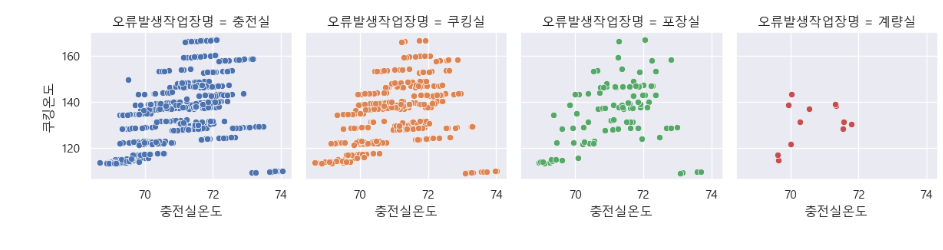 오류발생작업장명 = 충전실
오류발생작업장명 = 쿠킹실
오류발생작업장명 = 포장실
오류발생작업장명 = 계량실
쿠킹온도
160
140
120
70 72 74
70 72 74
70 72 74
70 72 74
충전실온도
충전실온도
충전실온도
충전실온도